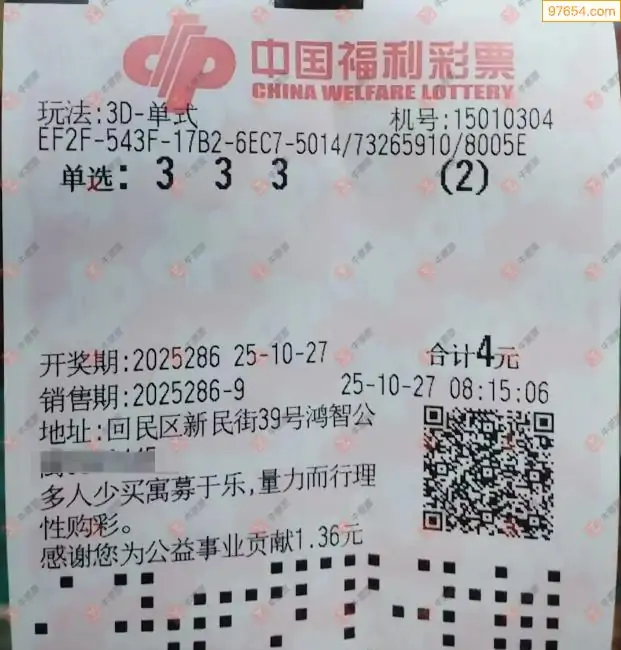 97654.com
中国福利彩票
CHINA WELFARE LOTTERY
玩法:3D-单式 机号:15010304
EF2F-543F-17B2-6EC7-5014/73265910/8005E
单选: 3 3 3 (2)
开奖期:2025286 25-10-27 合计4元
销售期:2025286-9 25-10-27 08:15:06
地址:回民区新民街39号鸿智公
多人少买寓募于乐,量力而行理
性购彩。
感谢您为公益事业贡献1.36元